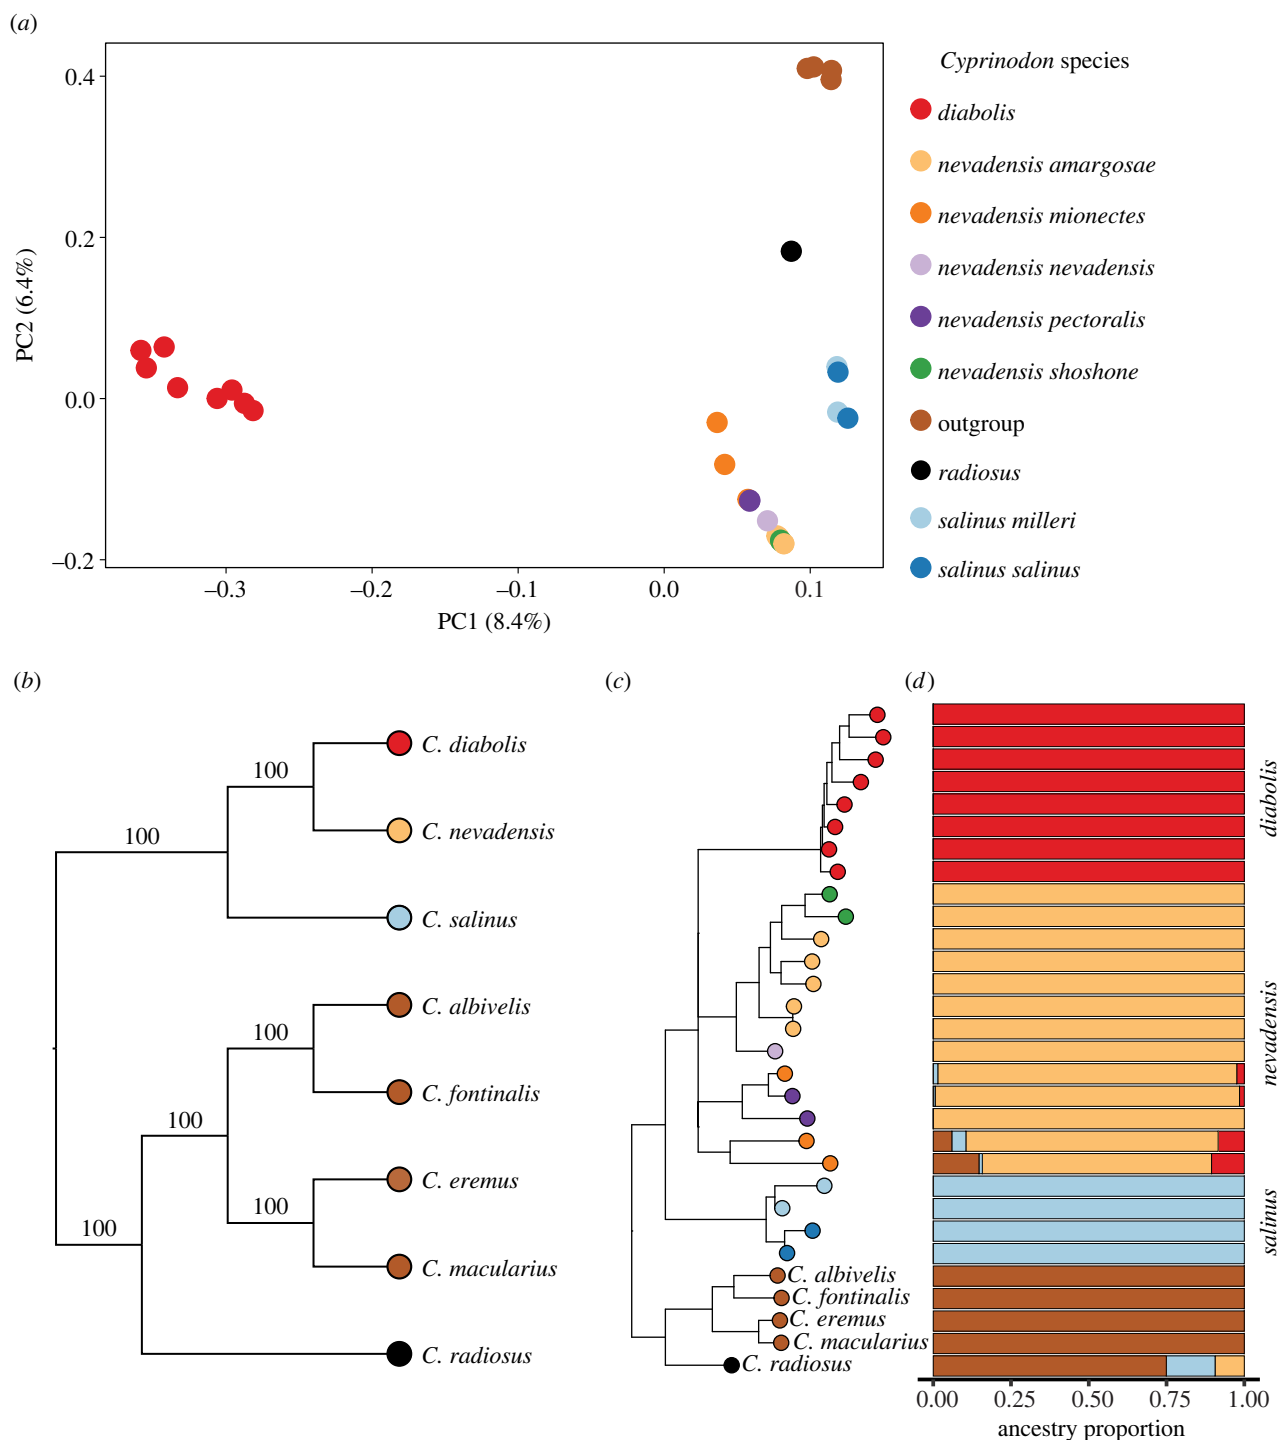 (a)
0.4
0.2
0.0
–0.2
PC2 (6.4%)
–0.3
–0.2
–0.1
0.0
0.1
PC1 (8.4%)
Cyprinodon species
diabolis
nevadensis amargosae
nevadensis mionectes
nevadensis nevadensis
nevadensis pectoralis
nevadensis shoshone
outgroup
radiosus
salinus milleri
salinus salinus
(b)
100
100
100
100
100
100
C. diabolis
C. nevadensis
C. salinus
C. albivelis
C. fontinalis
C. eremus
C. macularius
C. radiosus
(c)
C. albivelis
C. fontinalis
C. eremus
C. macularius
C. radiosus
(d)
diabolis
nevadensis
salinus
0.00
0.25
0.50
0.75
1.00
ancestry proportion